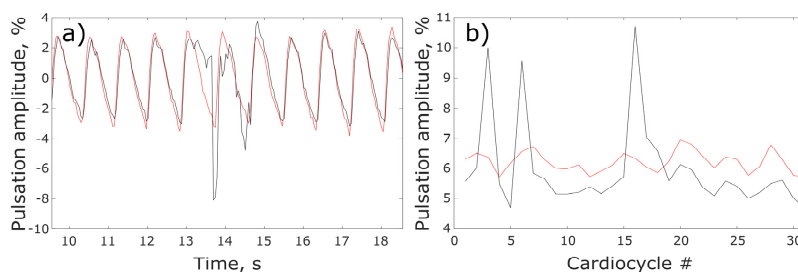 a)
Pulsation amplitude, %
4
2
0
-2
-4
-6
-8
-10
10 11 12 13 14 15 16 17 18
Time, s
b)
Pulsation amplitude, %
11
10
9
8
7
6
5
4
0 5 10 15 20 25 30
Cardiocycle #